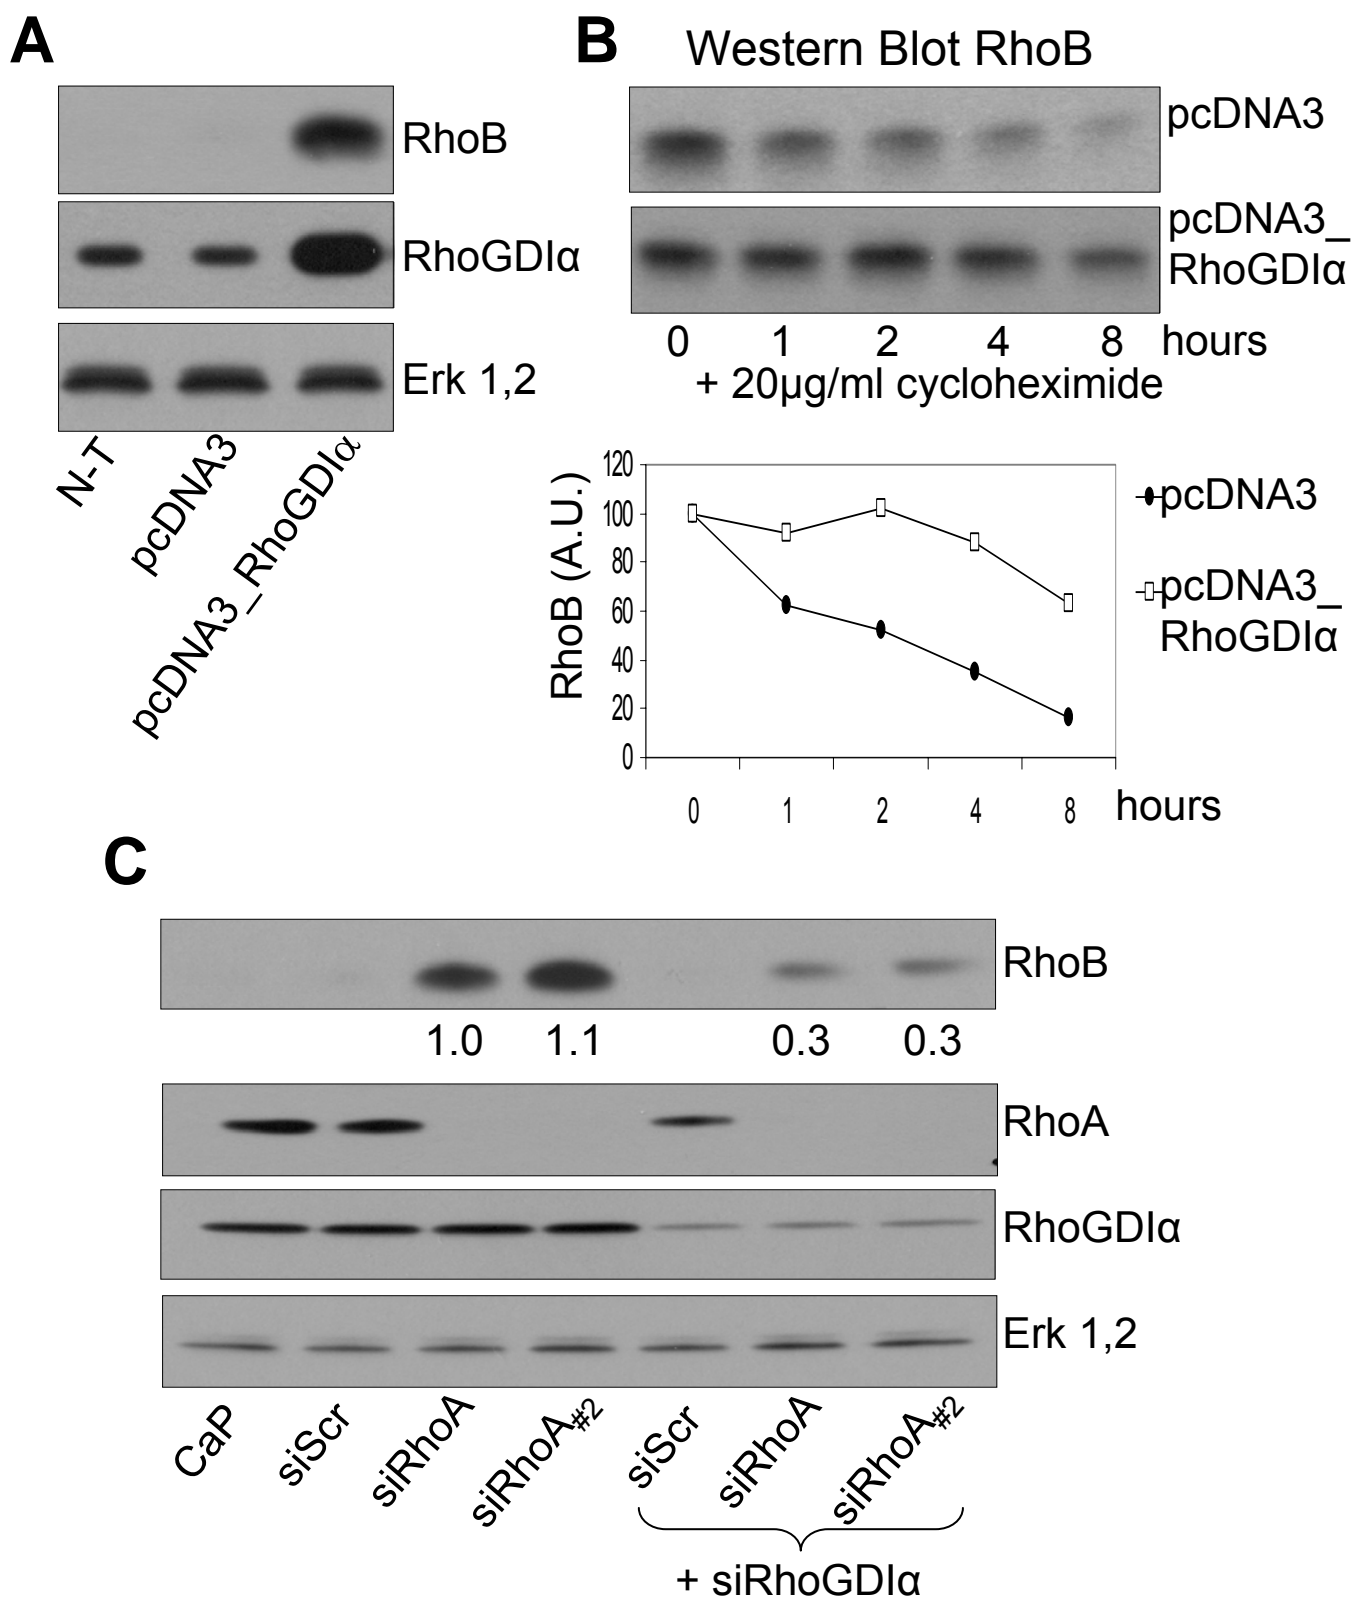 A
RhoB
RhoGDIα
Erk 1,2
N-T
pcDNA3
pcDNA3_RhoGDIα
B
Western Blot RhoB
pcDNA3
pcDNA3_
RhoGDIα
0 1 2 4 8 hours
+ 20µg/ml cycloheximide
RhoB (A.U.)
120
100
80
60
40
20
0
0 1 2 4 8 hours
pcDNA3
pcDNA3_
RhoGDIα
C
RhoB
1.0 1.1 0.3 0.3
RhoA
RhoGDIα
Erk 1,2
CaP
siScr
siRhoA
siRhoA#2
siScr
siRhoA
siRhoA#2
+ siRhoGDIα